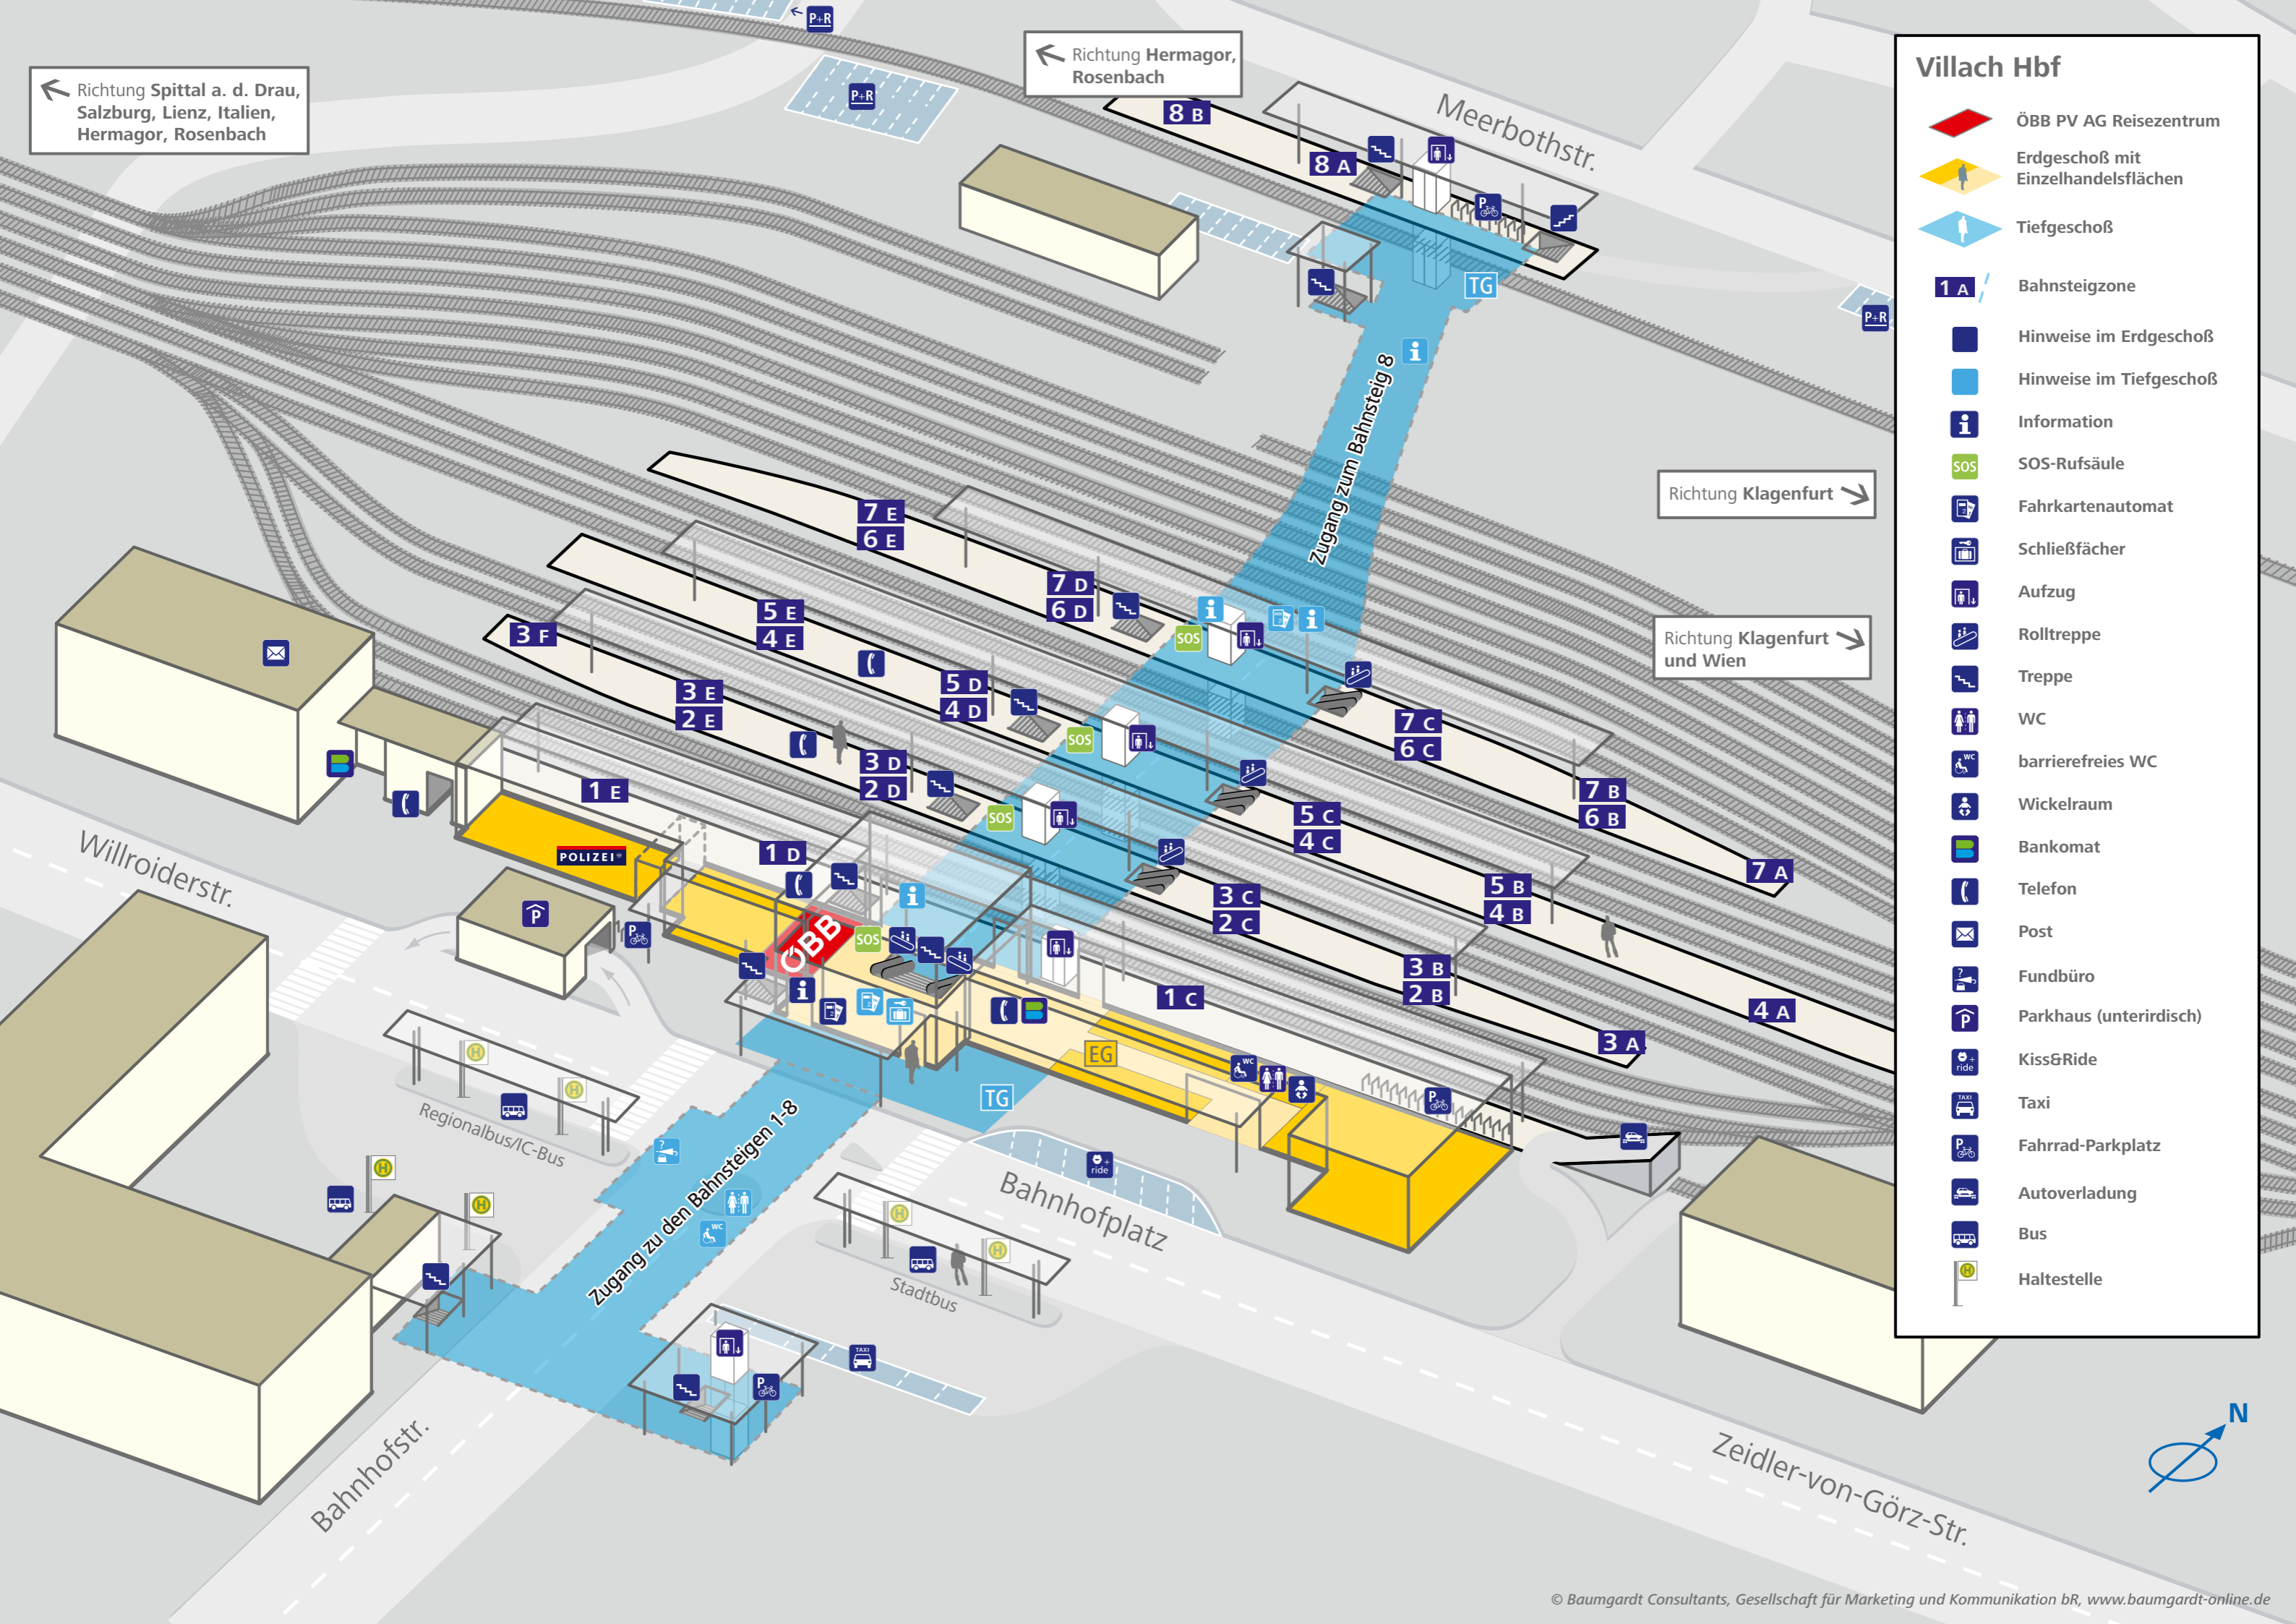 P+R
Richtung Hermagor,
Rosenbach
Richtung Spittal a. d. Drau,
Salzburg, Lienz, Italien,
Hermagor, Rosenbach
P+R
8 B
Meerbothstr.
8 A
P
TG
P+R
Zugang zum Bahnsteig 8
Richtung Klagenfurt
7 E
6 E
7 D
6 D
5 E
4 E
3 F
SOS
Richtung Klagenfurt
und Wien
5 D
4 D
3 E
2 E
7 C
6 C
SOS
3 D
2 D
1 E
7 B
6 B
SOS
5 C
4 C
POLIZEI
1 D
7 A
5 B
4 B
3 C
2 C
P
P
ÖBB
SOS
3 B
2 B
1 C
4 A
3 A
EG
WC
TG
P
H
H
Regionalbus/IC-Bus
Willroiderstr.
?
Zugang zu den Bahnsteigen 1-8
WC
+
ride
Bahnhofplatz
H
H
H
H
Stadtbus
TAXI
P
Bahnhofstr.
Zeidler-von-Görz-Str.
Villach Hbf
ÖBB PV AG Reisezentrum
Erdgeschoß mit
Einzelhandelsflächen
Tiefgeschoß
1 A
Bahnsteigzone
Hinweise im Erdgeschoß
Hinweise im Tiefgeschoß
Information
SOS
SOS-Rufsäule
Fahrkartenautomat
Schließfächer
Aufzug
Rolltreppe
Treppe
WC
WC
barrierefreies WC
Wickelraum
Bankomat
Telefon
Post
?
Fundbüro
P
Parkhaus (unterirdisch)
+
ride
Kiss&Ride
TAXI
Taxi
P
Fahrrad-Parkplatz
Autoverladung
Bus
H
Haltestelle
N
© Baumgardt Consultants, Gesellschaft für Marketing und Kommunikation bR, www.baumgardt-online.de